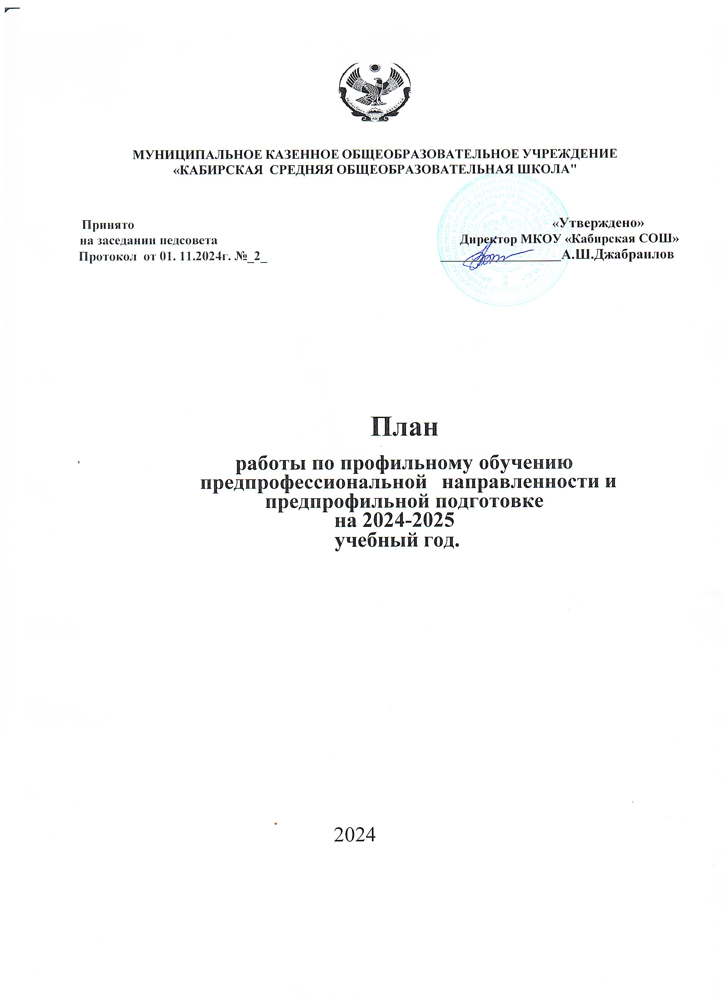 МУНИЦИПАЛЬНОЕ КАЗЕННОЕ ОБЩЕОБРАЗОВАТЕЛЬНОЕ УЧРЕЖДЕНИЕ
«КАБИРСКАЯ СРЕДНЯЯ ОБЩЕОБРАЗОВАТЕЛЬНАЯ ШКОЛА"
Принято
на заседании педсовета
Протокол от 01. 11.2024г. №_2_
«Утверждено»
Директор МКОУ «Кабирская СОШ»
__________________А.Ш.Джабраилов
План
работы по профильному обучению
предпрофессиональной направленности и
предпрофильной подготовке
на 2024-2025
учебный год.
2024